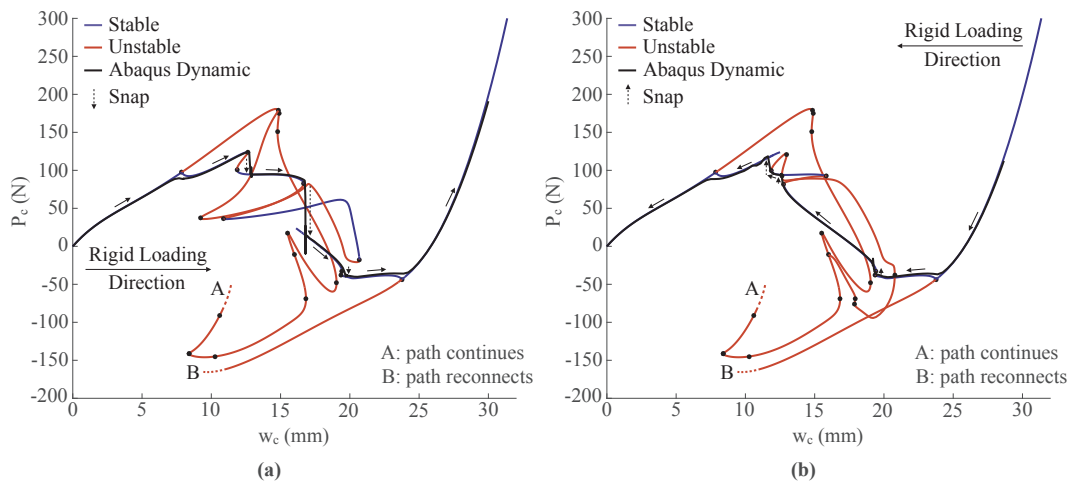 300
250
200
150
100
50
0
-50
-100
-150
-200
P_c (N)
Stable
Unstable
Abaqus Dynamic
Snap
Rigid Loading
Direction
A
B
A: path continues
B: path reconnects
0 5 10 15 20 25 30
w_c (mm)
(a)
300
250
200
150
100
50
0
-50
-100
-150
-200
P_c (N)
Stable
Unstable
Abaqus Dynamic
Snap
Rigid Loading
Direction
A
B
A: path continues
B: path reconnects
0 5 10 15 20 25 30
w_c (mm)
(b)